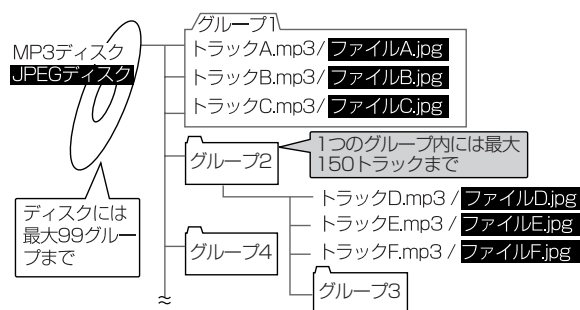 グループ1
MP3ディスク
JPEGディスク
トラックA.mp3/ ファイルA.jpg
トラックB.mp3/ ファイルB.jpg
トラックC.mp3/ ファイルC.jpg
グループ2
1つのグループ内には最大
150トラックまで
ディスクには
最大99グルー
プまで
トラックD.mp3 / ファイルD.jpg
トラックE.mp3 / ファイルE.jpg
グループ4
トラックF.mp3 / ファイルF.jpg
グループ3
≈